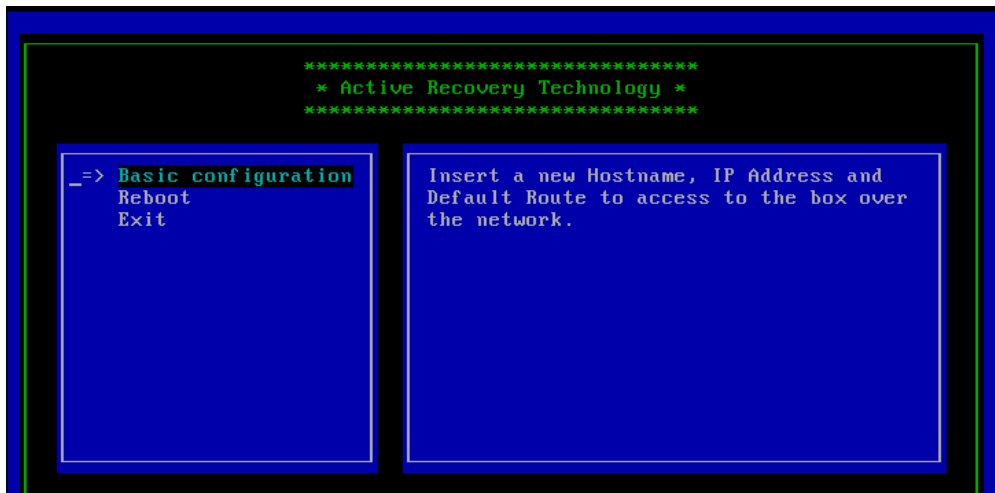 *********************************
* Active Recovery Technology *
*********************************
_=> Basic configuration
Reboot
Exit
Insert a new Hostname, IP Address and
Default Route to access to the box over
the network.